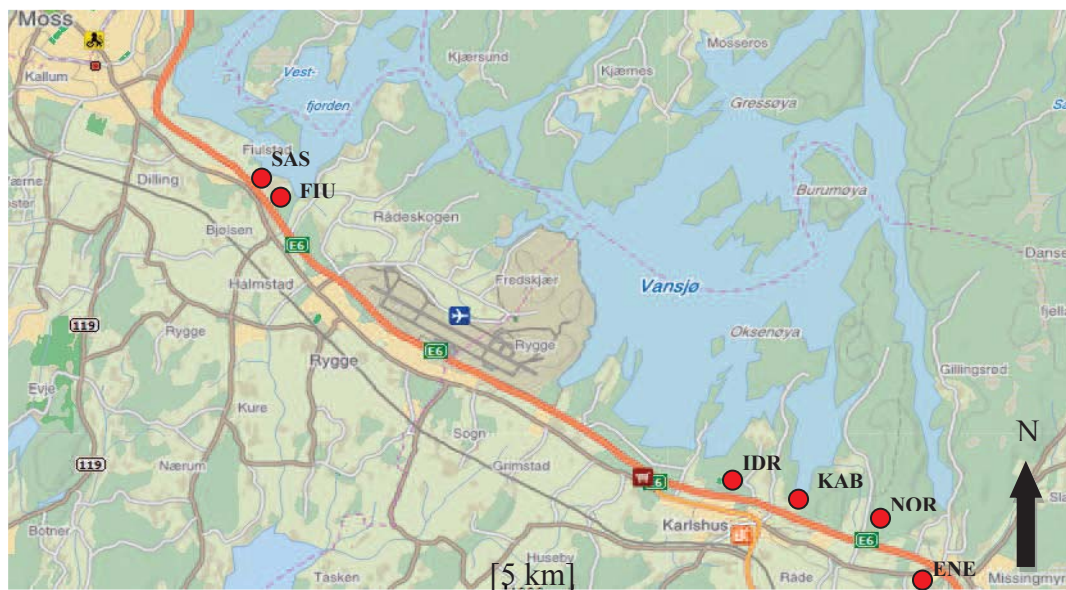 Moss
Kallum
Kjærsund
Mosseros
Kjærnes
Vest-
fjorden
Gressøya
Fiulstad
SAS
FIU
Dilling
Burumøya
Rådeskogen
Bjølsen
E6
Danse
Halmstad
Fredskjær
Vansjø
119
Rygge
Rygge
Rygge
E6
Oksenøya
fjella
Evje
Gillingsrød
Kure
Sogn
N
119
Nærum
Grimstad
IDR
KAB
NOR
Karlshus
E6
Botner
Huseby
Tasken
[5 km]
Råde
ENE
Missingmyr